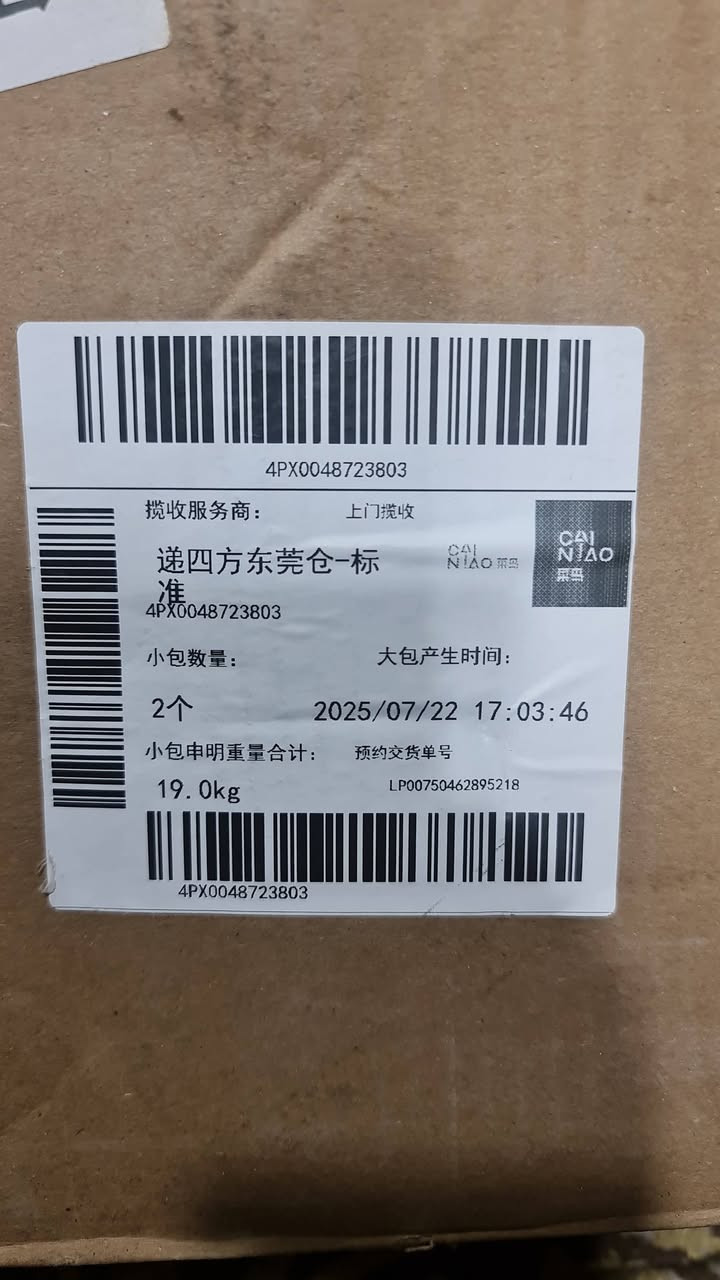 4PX0048723803
揽收服务商： 上门揽收
递四方东莞仓-标
准
CAI
NIAO 菜鸟
CAI
NIAO
菜鸟
4PX0048723803
小包数量： 大包产生时间：
2个 2025/07/22 17:03:46
小包申明重量合计： 预约交货单号
19.0kg LP00750462895218
4PX0048723803